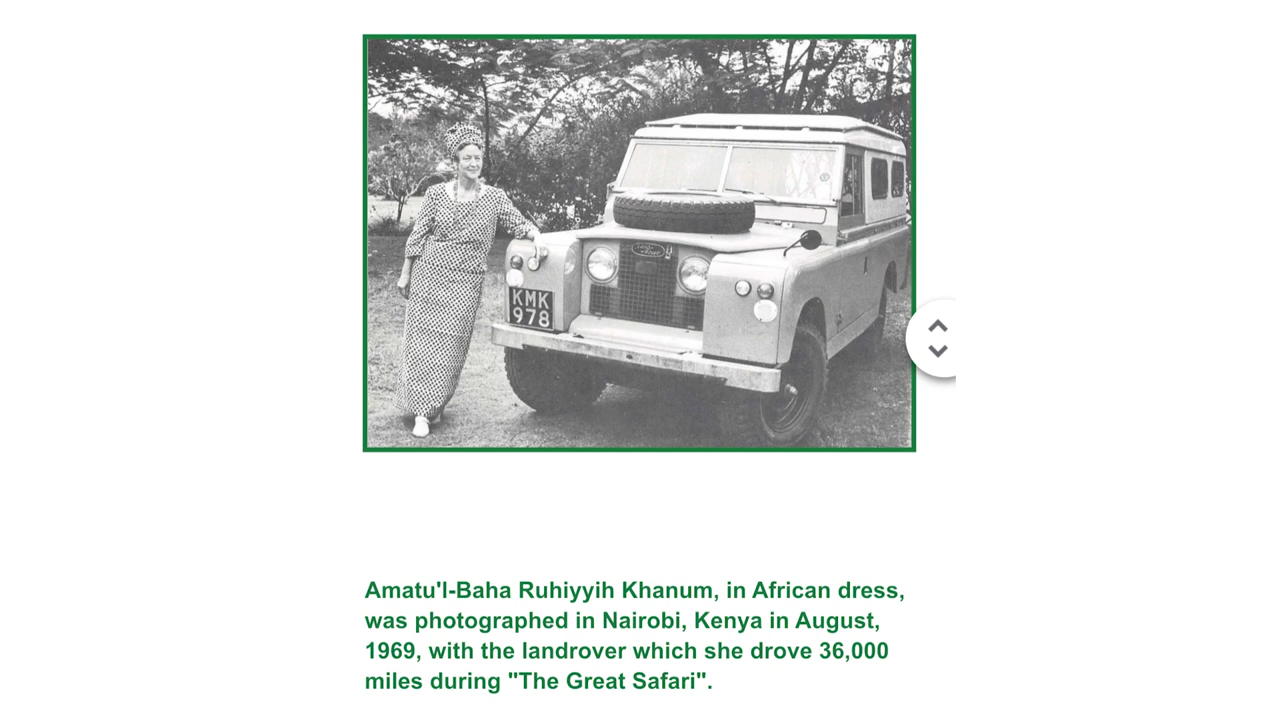 KMK
978
Amatu'l-Baha Ruhiyyih Khanum, in African dress,
was photographed in Nairobi, Kenya in August,
1969, with the landrover which she drove 36,000
miles during "The Great Safari".